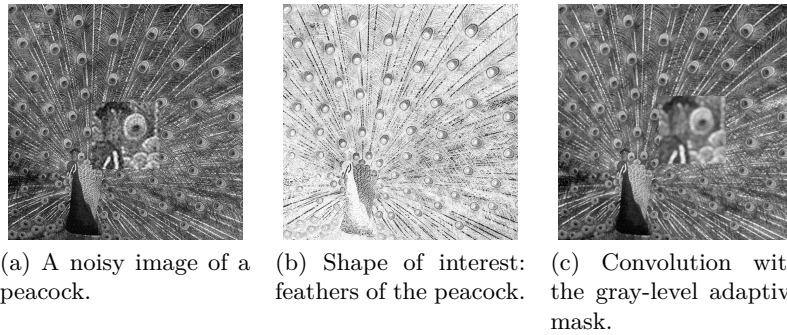 (a) A noisy image of a
peacock.
(b) Shape of interest:
feathers of the peacock.
(c) Convolution wit
the gray-level adaptiv
mask.